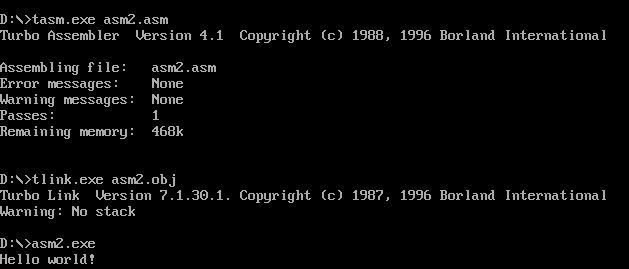 D:\>tasm.exe asm2.asm
Turbo Assembler  Version 4.1  Copyright (c) 1988, 1996 Borland International
Assembling file:   asm2.asm
Error messages:    None
Warning messages:  None
Passes:            1
Remaining memory:  468k
D:\>tlink.exe asm2.obj
Turbo Link  Version 7.1.30.1. Copyright (c) 1987, 1996 Borland International
Warning: No stack
D:\>asm2.exe
Hello world!